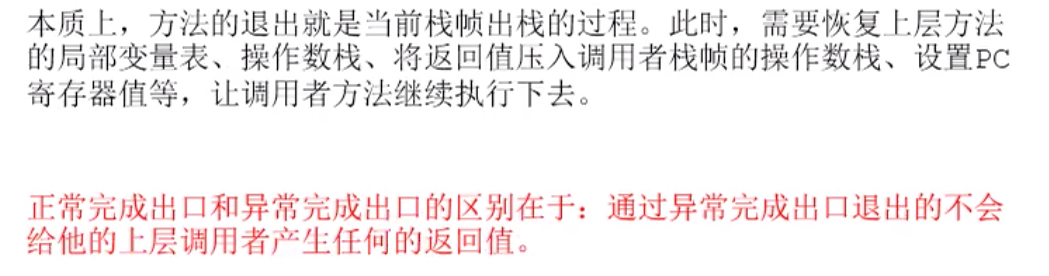 本质上，方法的退出就是当前栈帧出栈的过程。此时，需要恢复上层方法
的局部变量表、操作数栈、将返回值压入调用者栈帧的操作数栈、设置PC
寄存器值等，让调用者方法继续执行下去。
正常完成出口和异常完成出口的区别在于：通过异常完成出口退出的不会
给他的上层调用者产生任何的返回值。